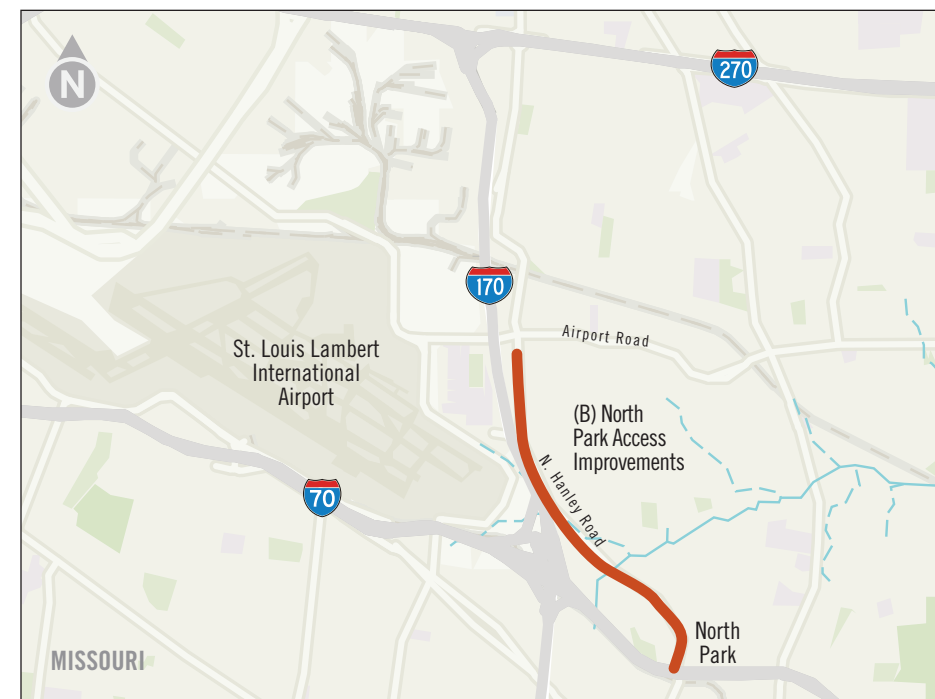 N
270
170
Airport Road
St. Louis Lambert
International
Airport
(B) North
Park Access
Improvements
N. Hanley Road
70
North
Park
MISSOURI